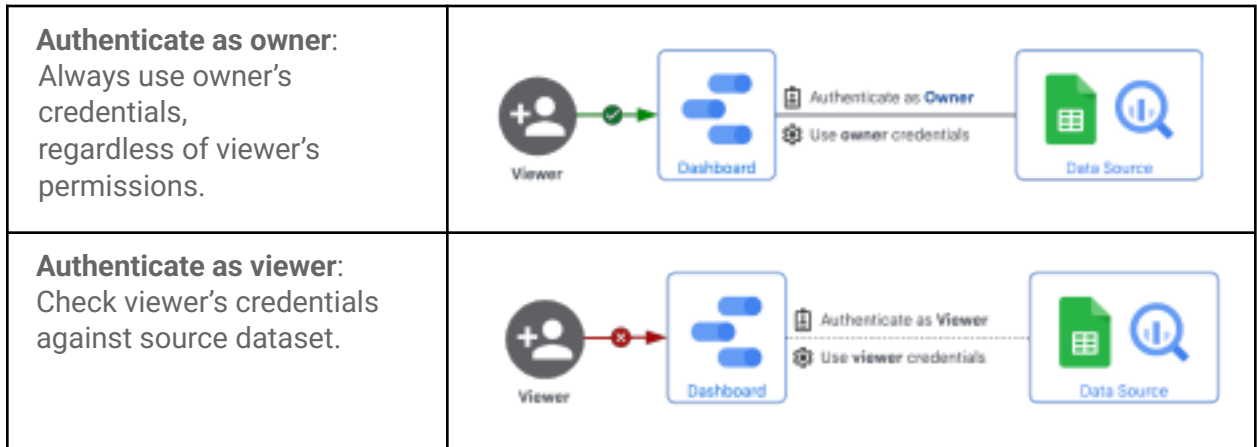 Authenticate as owner:
Always use owner's
credentials,
regardless of viewer's
permissions.
Viewer
Dashboard
Authenticate as Owner
Use owner credentials
Data Source
Authenticate as viewer:
Check viewer's credentials
against source dataset.
Viewer
Dashboard
Authenticate as Viewer
Use viewer credentials
Data Source